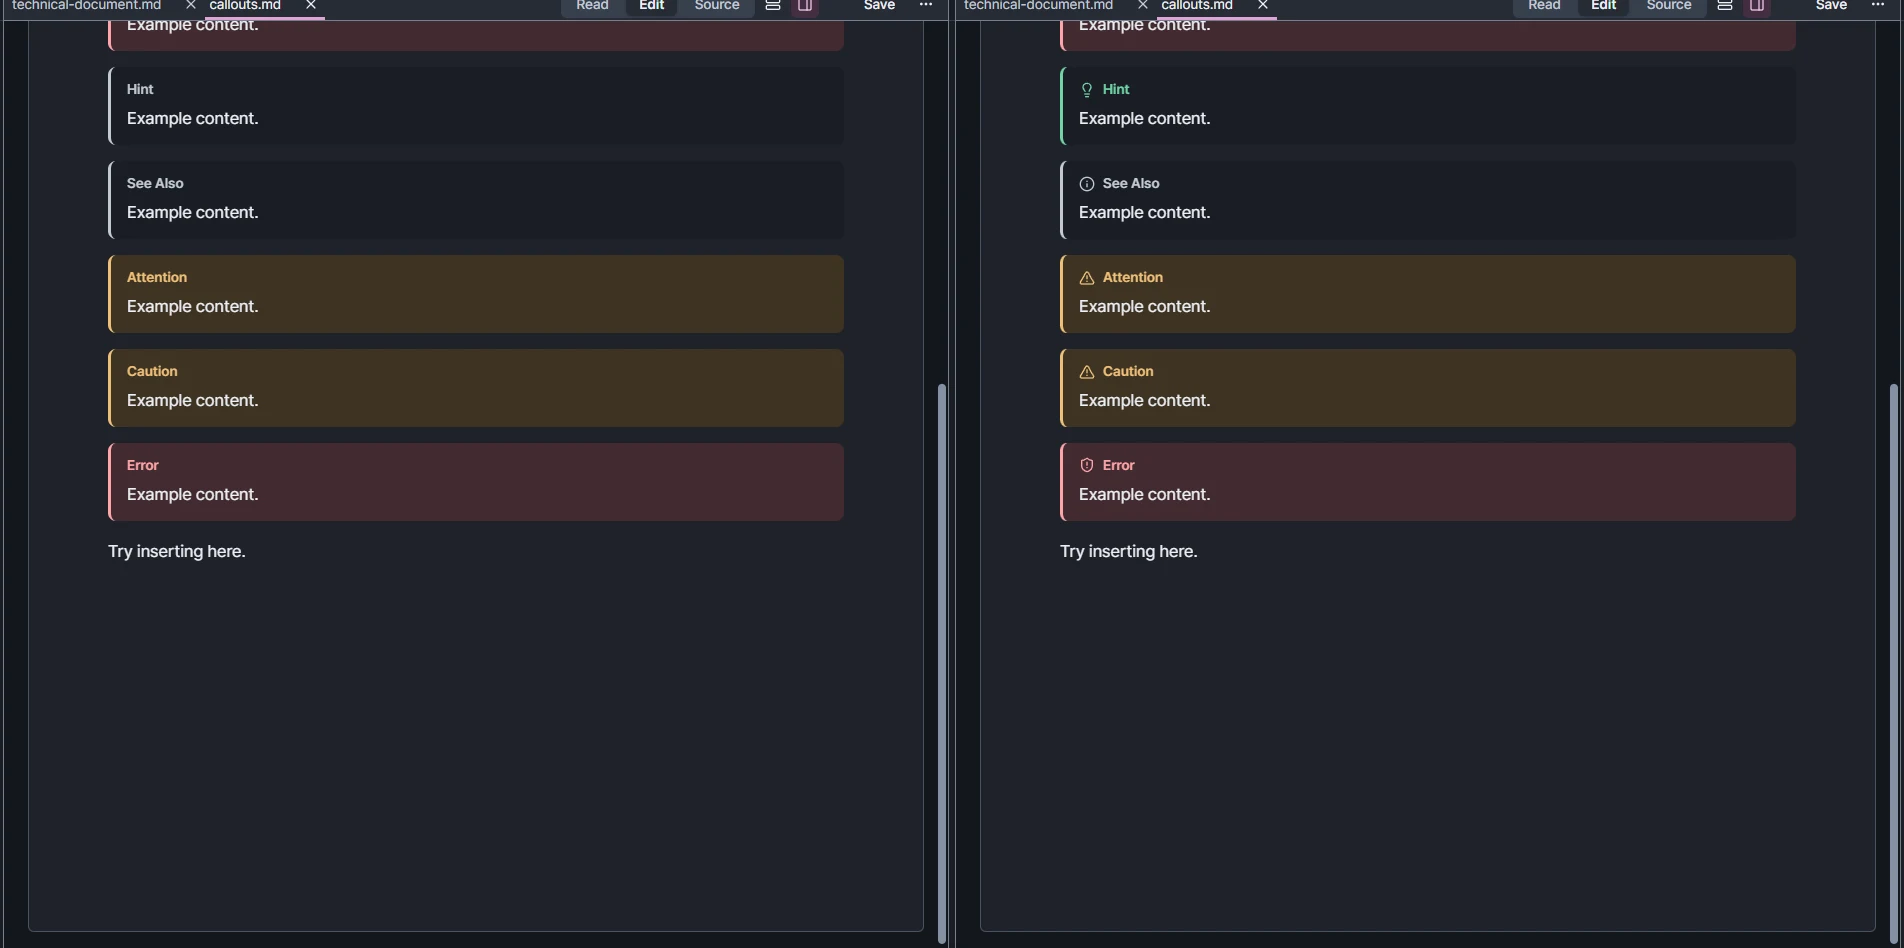 technical-document.md callouts.md Read Edit Source Save
Example content.
Hint
Example content.
See Also
Example content.
Attention
Example content.
Caution
Example content.
Error
Example content.
Try inserting here.
technical-document.md callouts.md Read Edit Source Save
Example content.
Hint
Example content.
See Also
Example content.
Attention
Example content.
Caution
Example content.
Error
Example content.
Try inserting here.